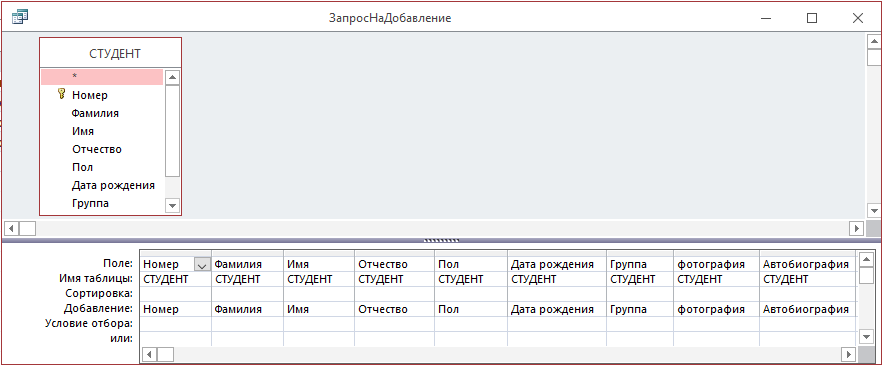 ЗапросНаДобавление
СТУДЕНТ
*
Номер
Фамилия
Имя
Отчество
Пол
Дата рождения
Группа
Поле: Номер Фамилия Имя Отчество Пол Дата рождения Группа фотография Автобиография
Имя таблицы: СТУДЕНТ СТУДЕНТ СТУДЕНТ СТУДЕНТ СТУДЕНТ СТУДЕНТ СТУДЕНТ СТУДЕНТ СТУДЕНТ
Сортировка:
Добавление: Номер Фамилия Имя Отчество Пол Дата рождения Группа фотография Автобиография
Условие отбора:
или: